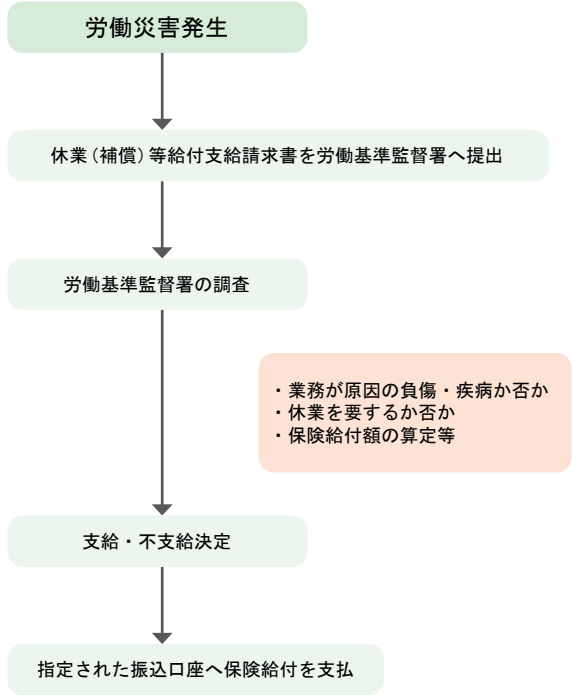 労働災害発生
休業(補償)等給付支給請求書を労働基準監督署へ提出
労働基準監督署の調査
・業務が原因の負傷・疾病か否か
・休業を要するか否か
・保険給付額の算定等
支給・不支給決定
指定された振込口座へ保険給付を支払